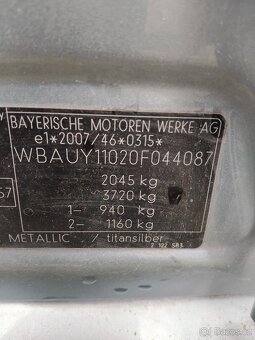 BAYERISCHE MOTOREN WERKE AG
e1*2007/46*0315*
WBAUY11020F044087
2045 kg
3720 kg
1- 940 kg
2- 1160 kg
57
METALLIC / titansilber